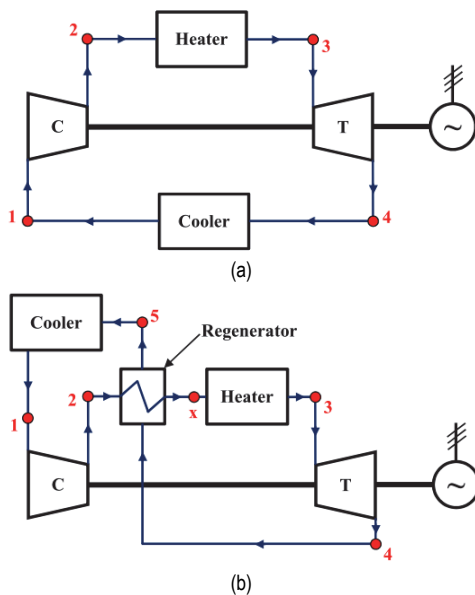 2
Heater
3
C
T
~
1
Cooler
4
(a)
Cooler
5
Regenerator
2
x
Heater
3
1
C
T
~
4
(b)